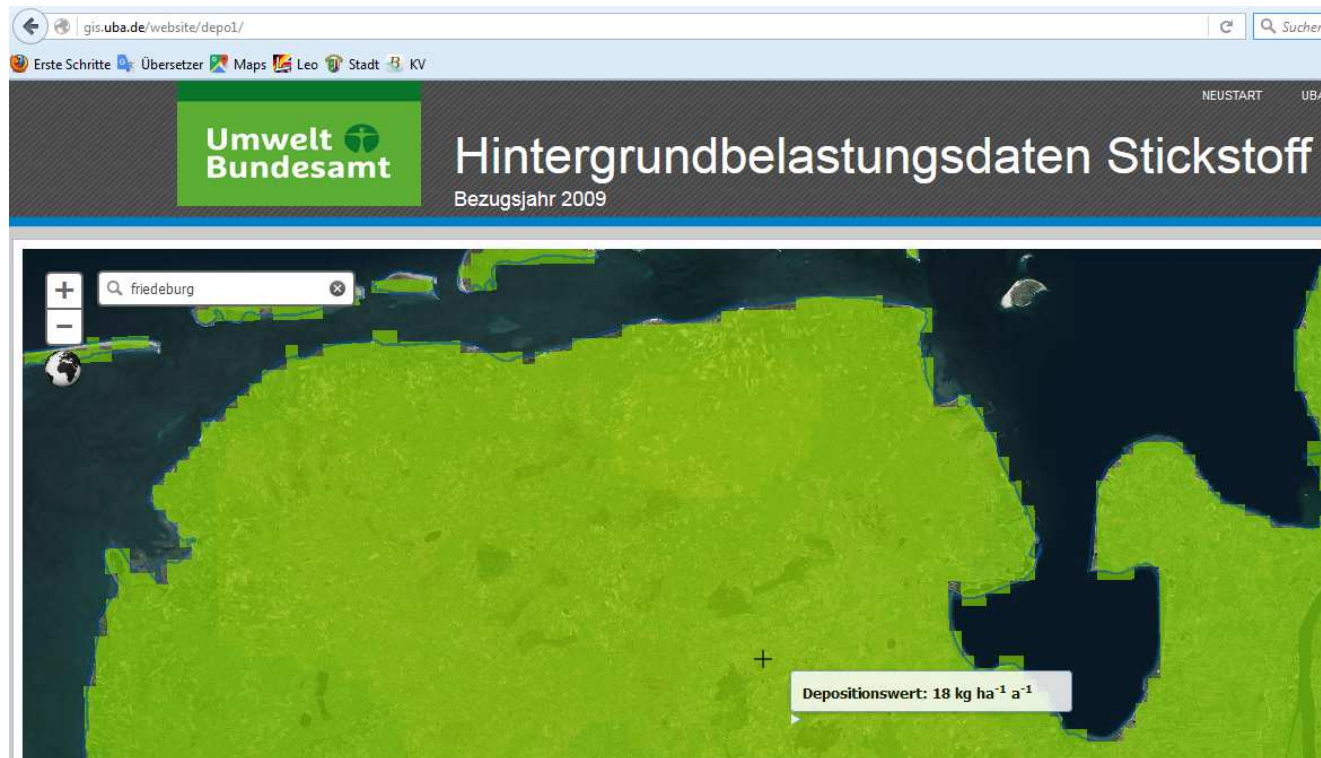 gis.uba.de/website/depo1/
Suchen
Erste Schritte Übersetzer Maps Leo Stadt KV
NEUSTART UBA
Umwelt
Bundesamt
Hintergrundbelastungsdaten Stickstoff
Bezugsjahr 2009
+
friedeburg
−
Depositionswert: 18 kg ha⁻¹ a⁻¹